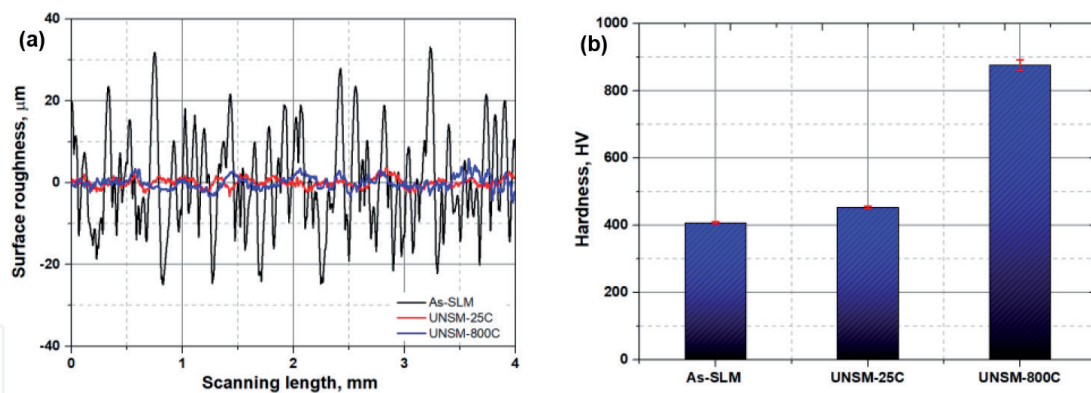 (a)
Surface roughness, μm
40
20
0
-20
-40
As-SLM
UNSM-25C
UNSM-800C
0
1
2
3
4
Scanning length, mm
(b)
Hardness, HV
1000
800
600
400
200
0
As-SLM
UNSM-25C
UNSM-800C